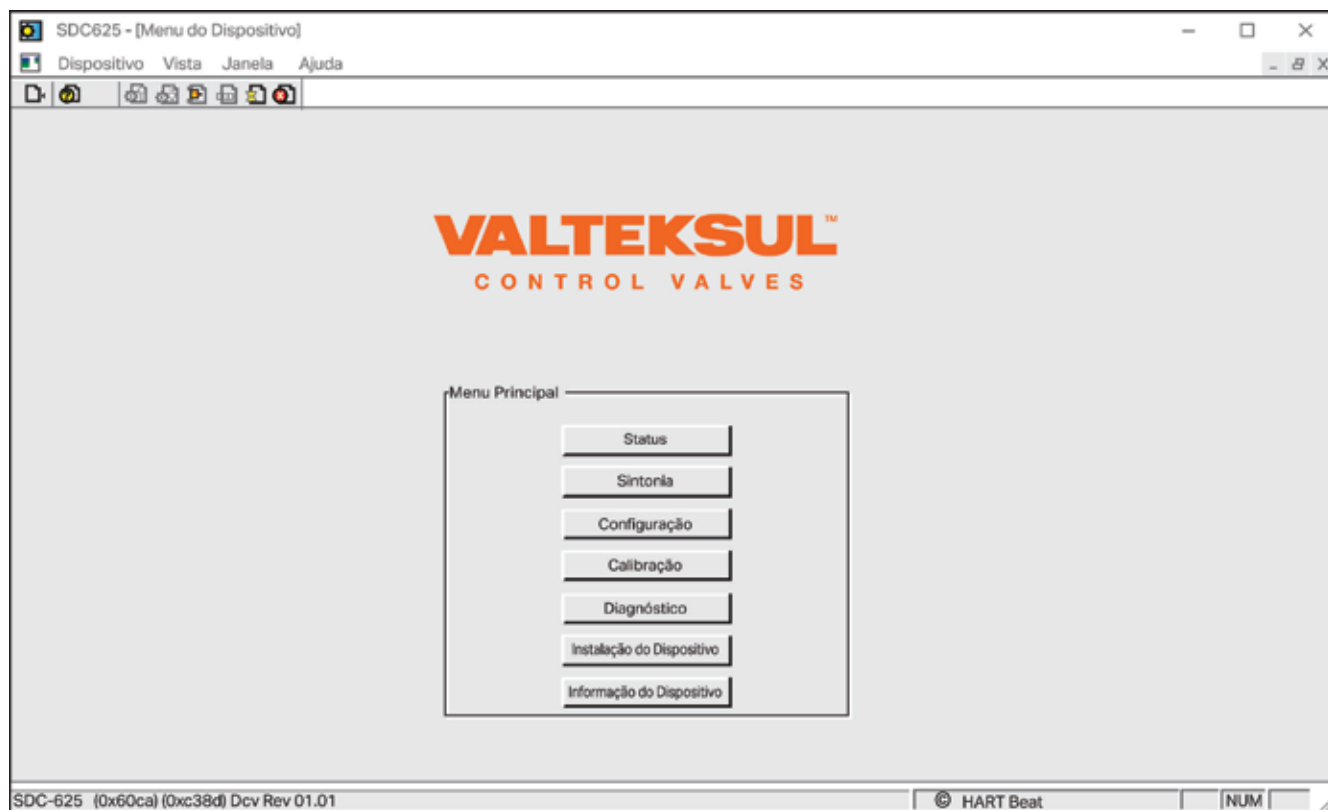 SDC625 - [Menu do Dispositivo]
Dispositivo Vista Janela Ajuda
VALTEKSUL™
CONTROL VALVES
Menu Principal
Status
Sintonia
Configuração
Calibração
Diagnóstico
Instalação do Dispositivo
Informação do Dispositivo
SDC-625 (0x60ca) (0xc38d) Dcv Rev 01.01 © HART Beat NUM